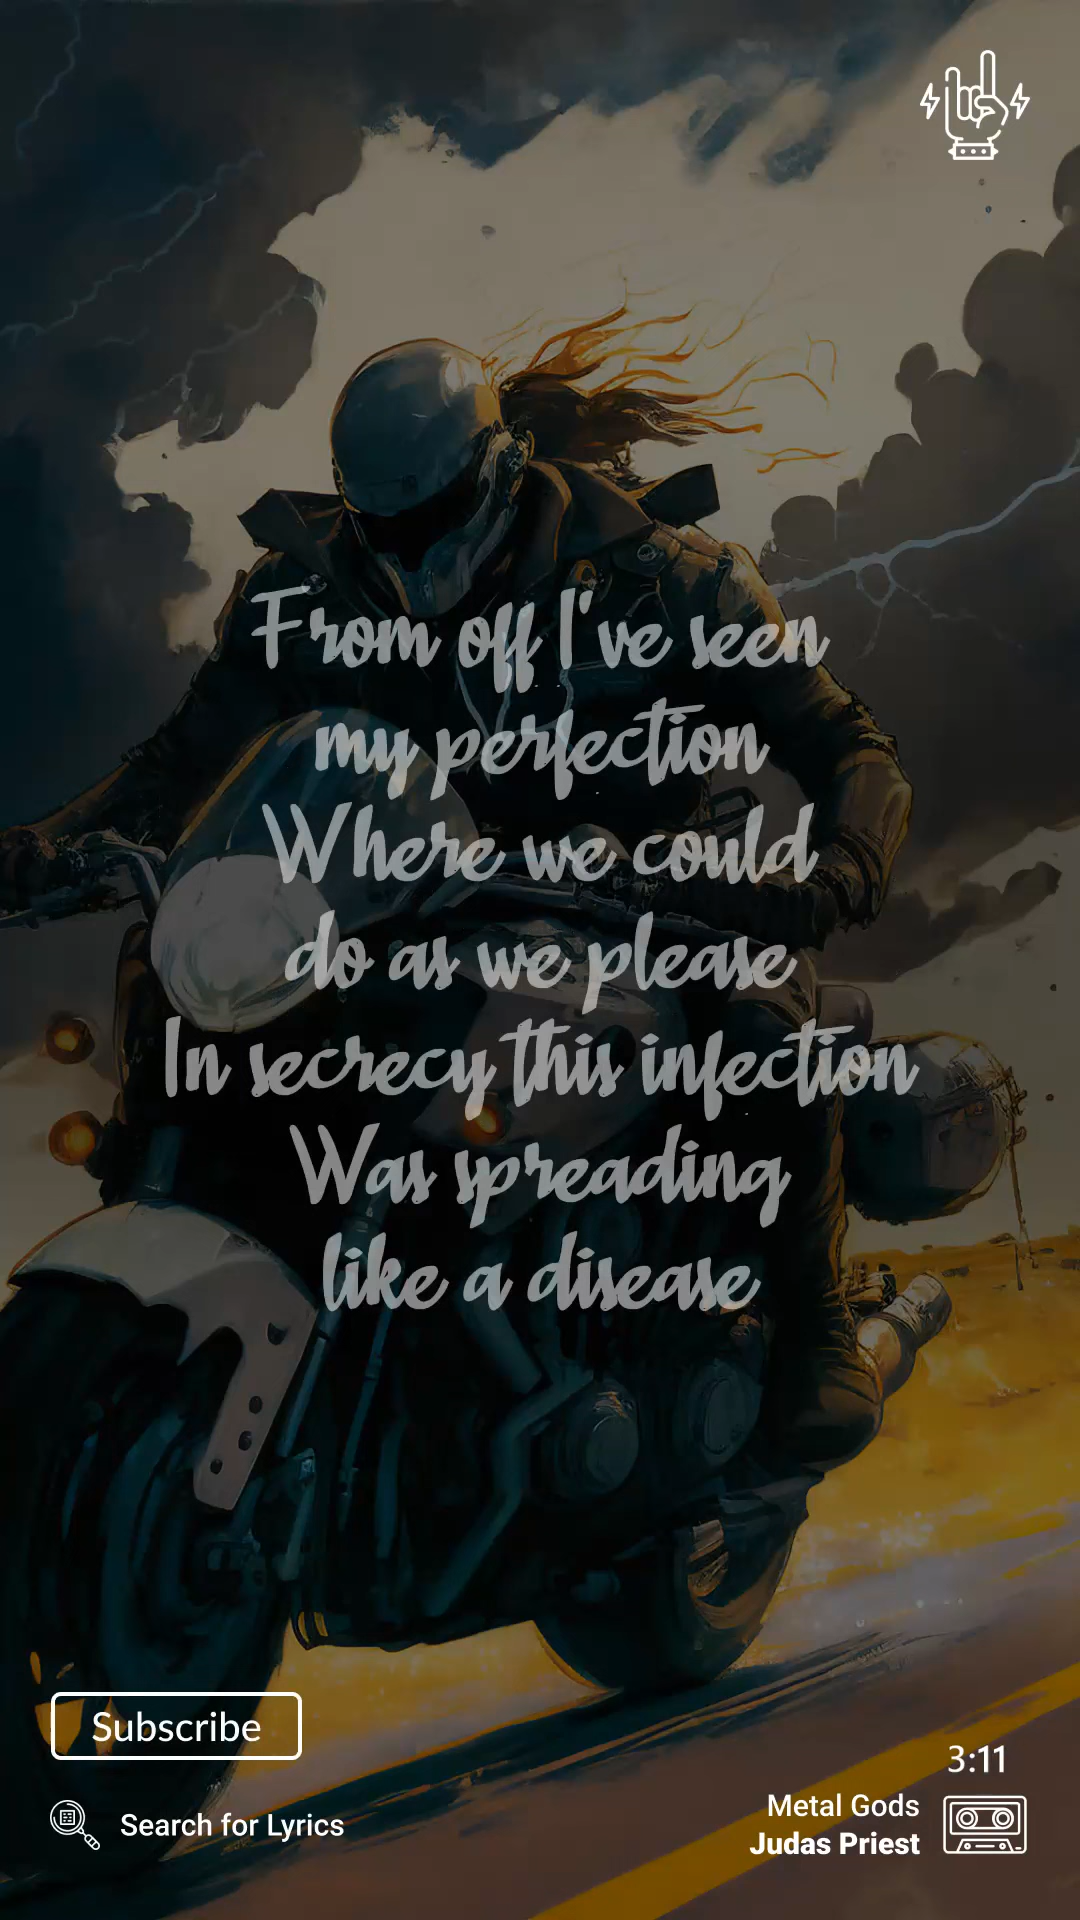 From off I've seen
my perfection
Where we could
do as we please
In secrecy this infection
Was spreading
like a disease
Subscribe
3:11
Search for Lyrics
Metal Gods
Judas Priest